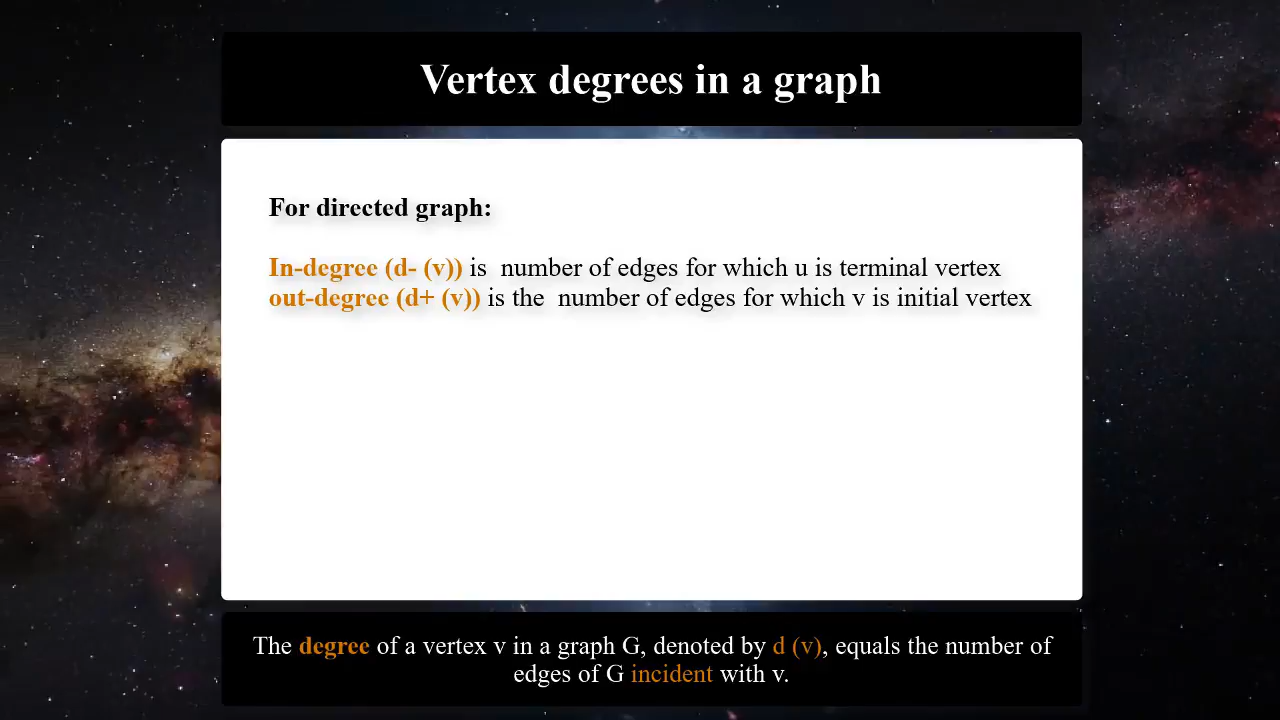 Vertex degrees in a graph
For directed graph:
In-degree (d- (v)) is  number of edges for which u is terminal vertex
out-degree (d+ (v)) is the  number of edges for which v is initial vertex
The degree of a vertex v in a graph G, denoted by d (v), equals the number of
edges of G incident with v.